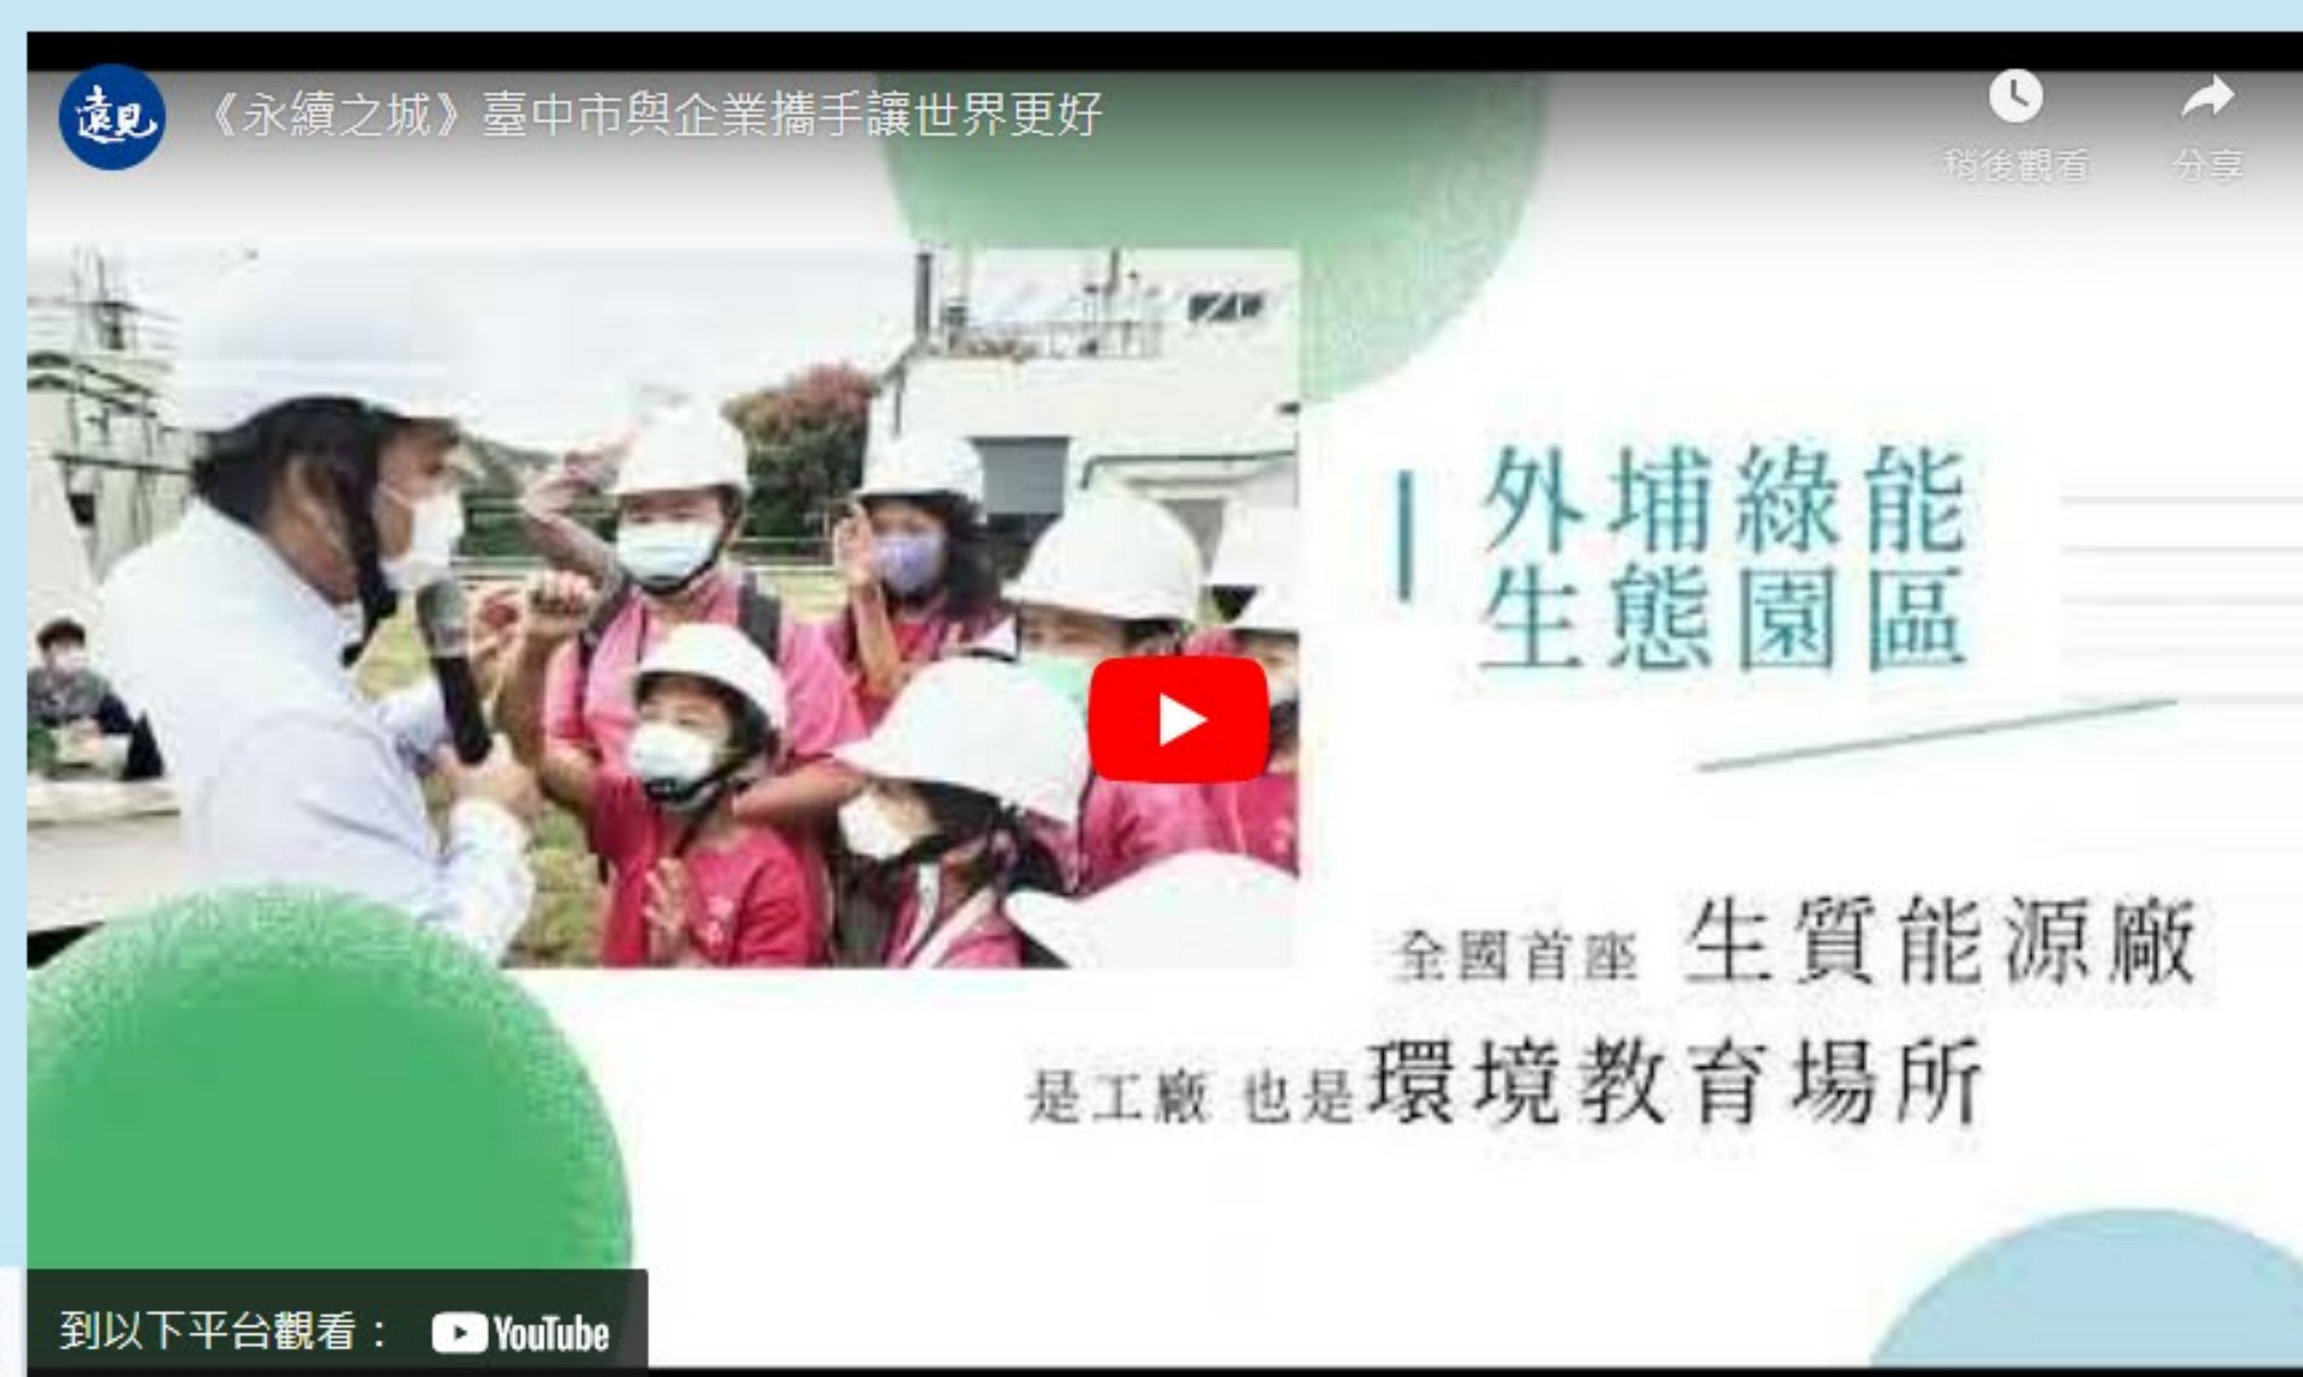 遠見
《永續之城》臺中市與企業攜手讓世界更好
稍後觀看
分享
外埔綠能
生態園區
全國首座 生質能源廠
是工廠 也是環境教育場所
到以下平台觀看：
YouTube